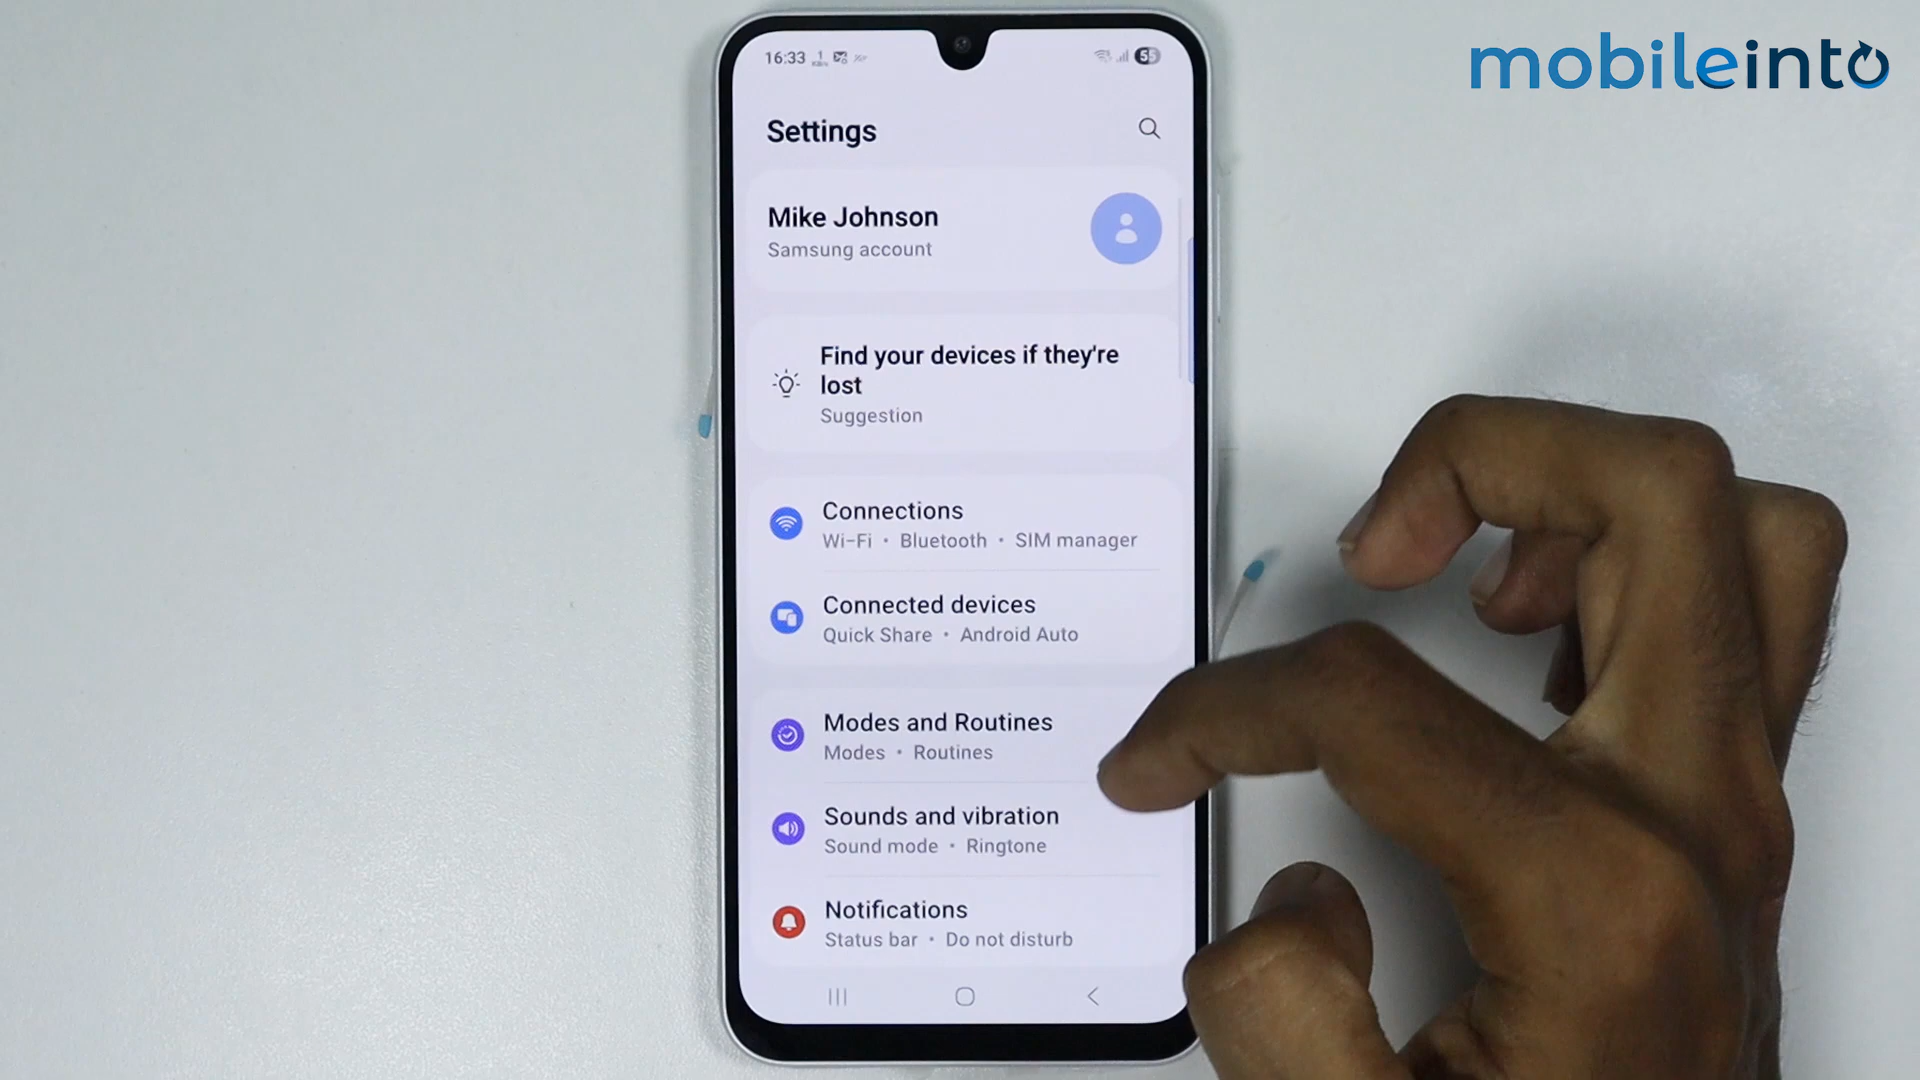 mobileinto
16:33
55
Settings
Mike Johnson
Samsung account
Find your devices if they're
lost
Suggestion
Connections
Wi-Fi • Bluetooth • SIM manager
Connected devices
Quick Share • Android Auto
Modes and Routines
Modes • Routines
Sounds and vibration
Sound mode • Ringtone
Notifications
Status bar • Do not disturb